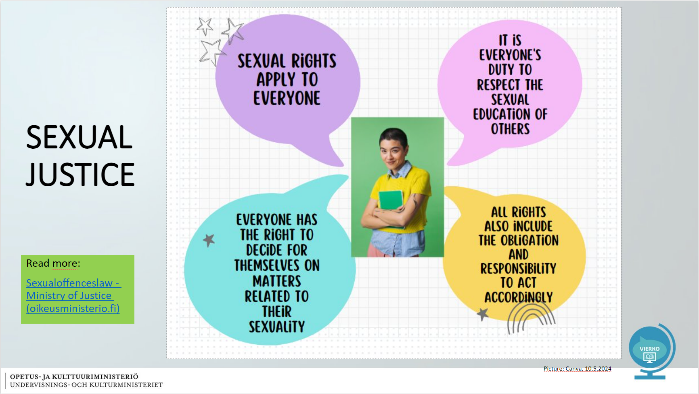 SEXUAL
JUSTICE
SEXUAL RIGHTS
APPLY TO
EVERYONE
IT IS
EVERYONE'S
DUTY TO
RESPECT THE
SEXUAL
EDUCATION OF
OTHERS
EVERYONE HAS
THE RIGHT TO
DECIDE FOR
THEMSELVES ON
MATTERS
RELATED TO
THEIR
SEXUALITY
ALL RIGHTS
ALSO INCLUDE
THE OBLIGATION
AND
RESPONSIBILITY
TO ACT
ACCORDINGLY
Read more:
Sexualoffenceslaw -
Ministry of Justice
(oikeusministerio.fi)
Picture: Canva, 10.5.2024
VIERKO
OPETUS- JA KULTTUURIMINISTERIÖ
UNDERVISNINGS- OCH KULTURMINISTERIET